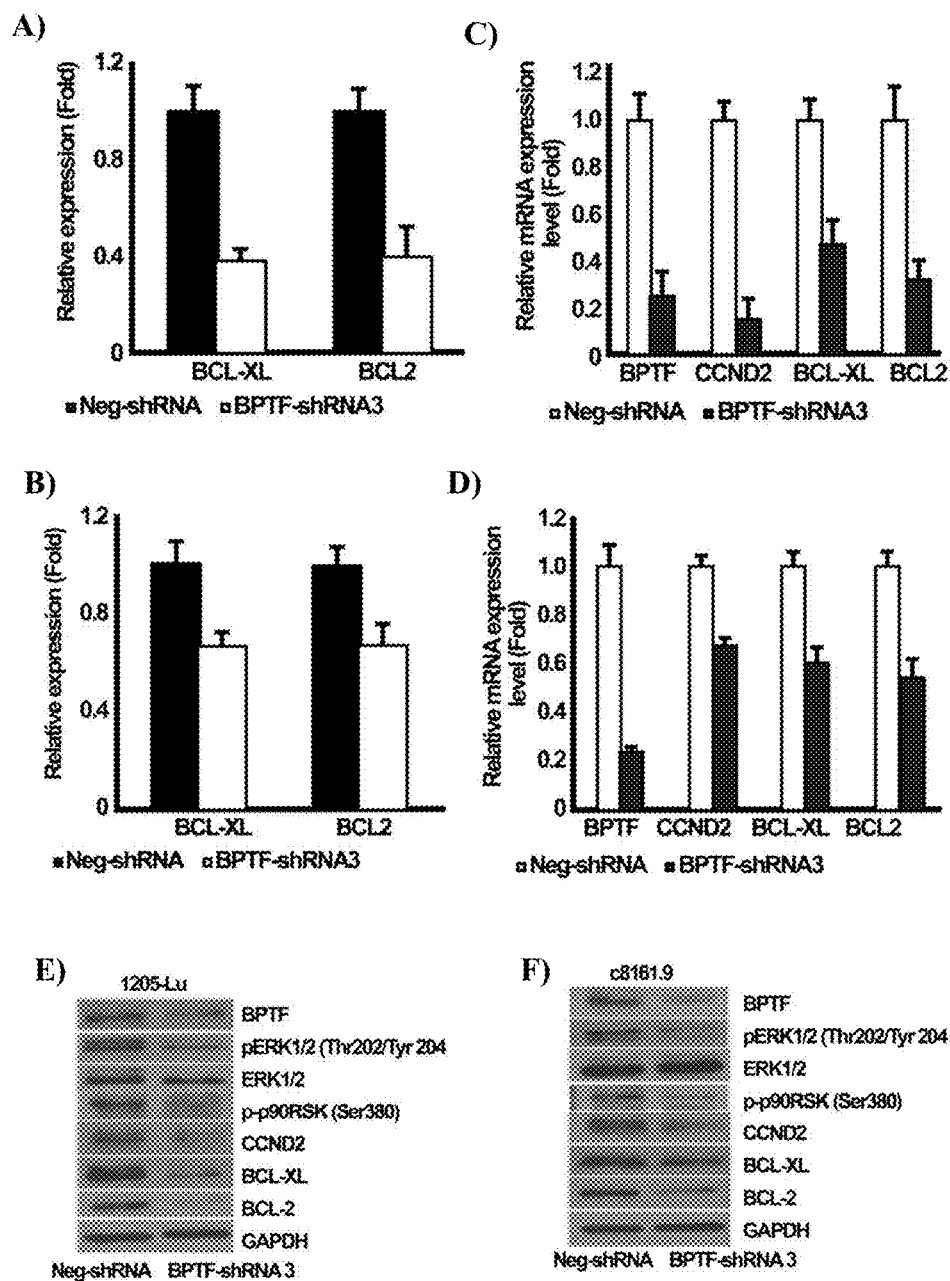 A)
1.2
0.8
0.4
0
Relative expression (Fold)
BCL-XL BCL2
■Neg-shRNA □BPTF-shRNA3
C)
1.2
1.0
0.8
0.6
0.4
0.2
0
Relative mRNA expression
level (Fold)
BPTF CCND2 BCL-XL BCL2
□Neg-shRNA ■BPTF-shRNA3
B)
1.2
0.8
0.4
0
Relative expression (Fold)
BCL-XL BCL2
■Neg-shRNA □BPTF-shRNA3
D)
1.2
1.0
0.8
0.6
0.4
0.2
0
Relative mRNA expression
level (Fold)
BPTF CCND2 BCL-XL BCL2
□Neg-shRNA ■BPTF-shRNA3
E)
1205-Lu
BPTF
pERK1/2 (Thr202/Tyr 204
ERK1/2
p-p90RSK (Ser380)
CCND2
BCL-XL
BCL-2
GAPDH
Neg-shRNA BPTF-shRNA3
F)
c8161.9
BPTF
pERK1/2 (Thr202/Tyr 204
ERK1/2
p-p90RSK (Ser380)
CCND2
BCL-XL
BCL-2
GAPDH
Neg-shRNA BPTF-shRNA3